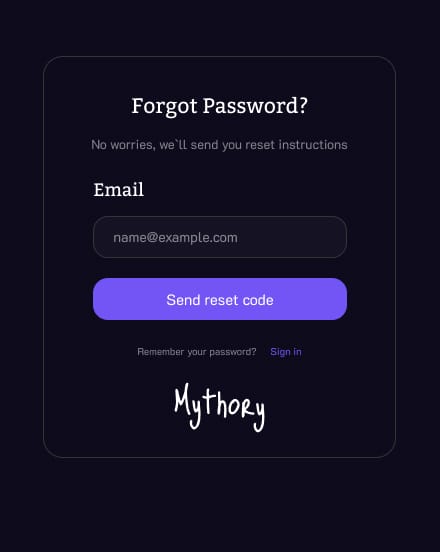 Forgot Password?
No worries, we`ll send you reset instructions
Email
name@example.com
Send reset code
Remember your password? Sign in
Mythory